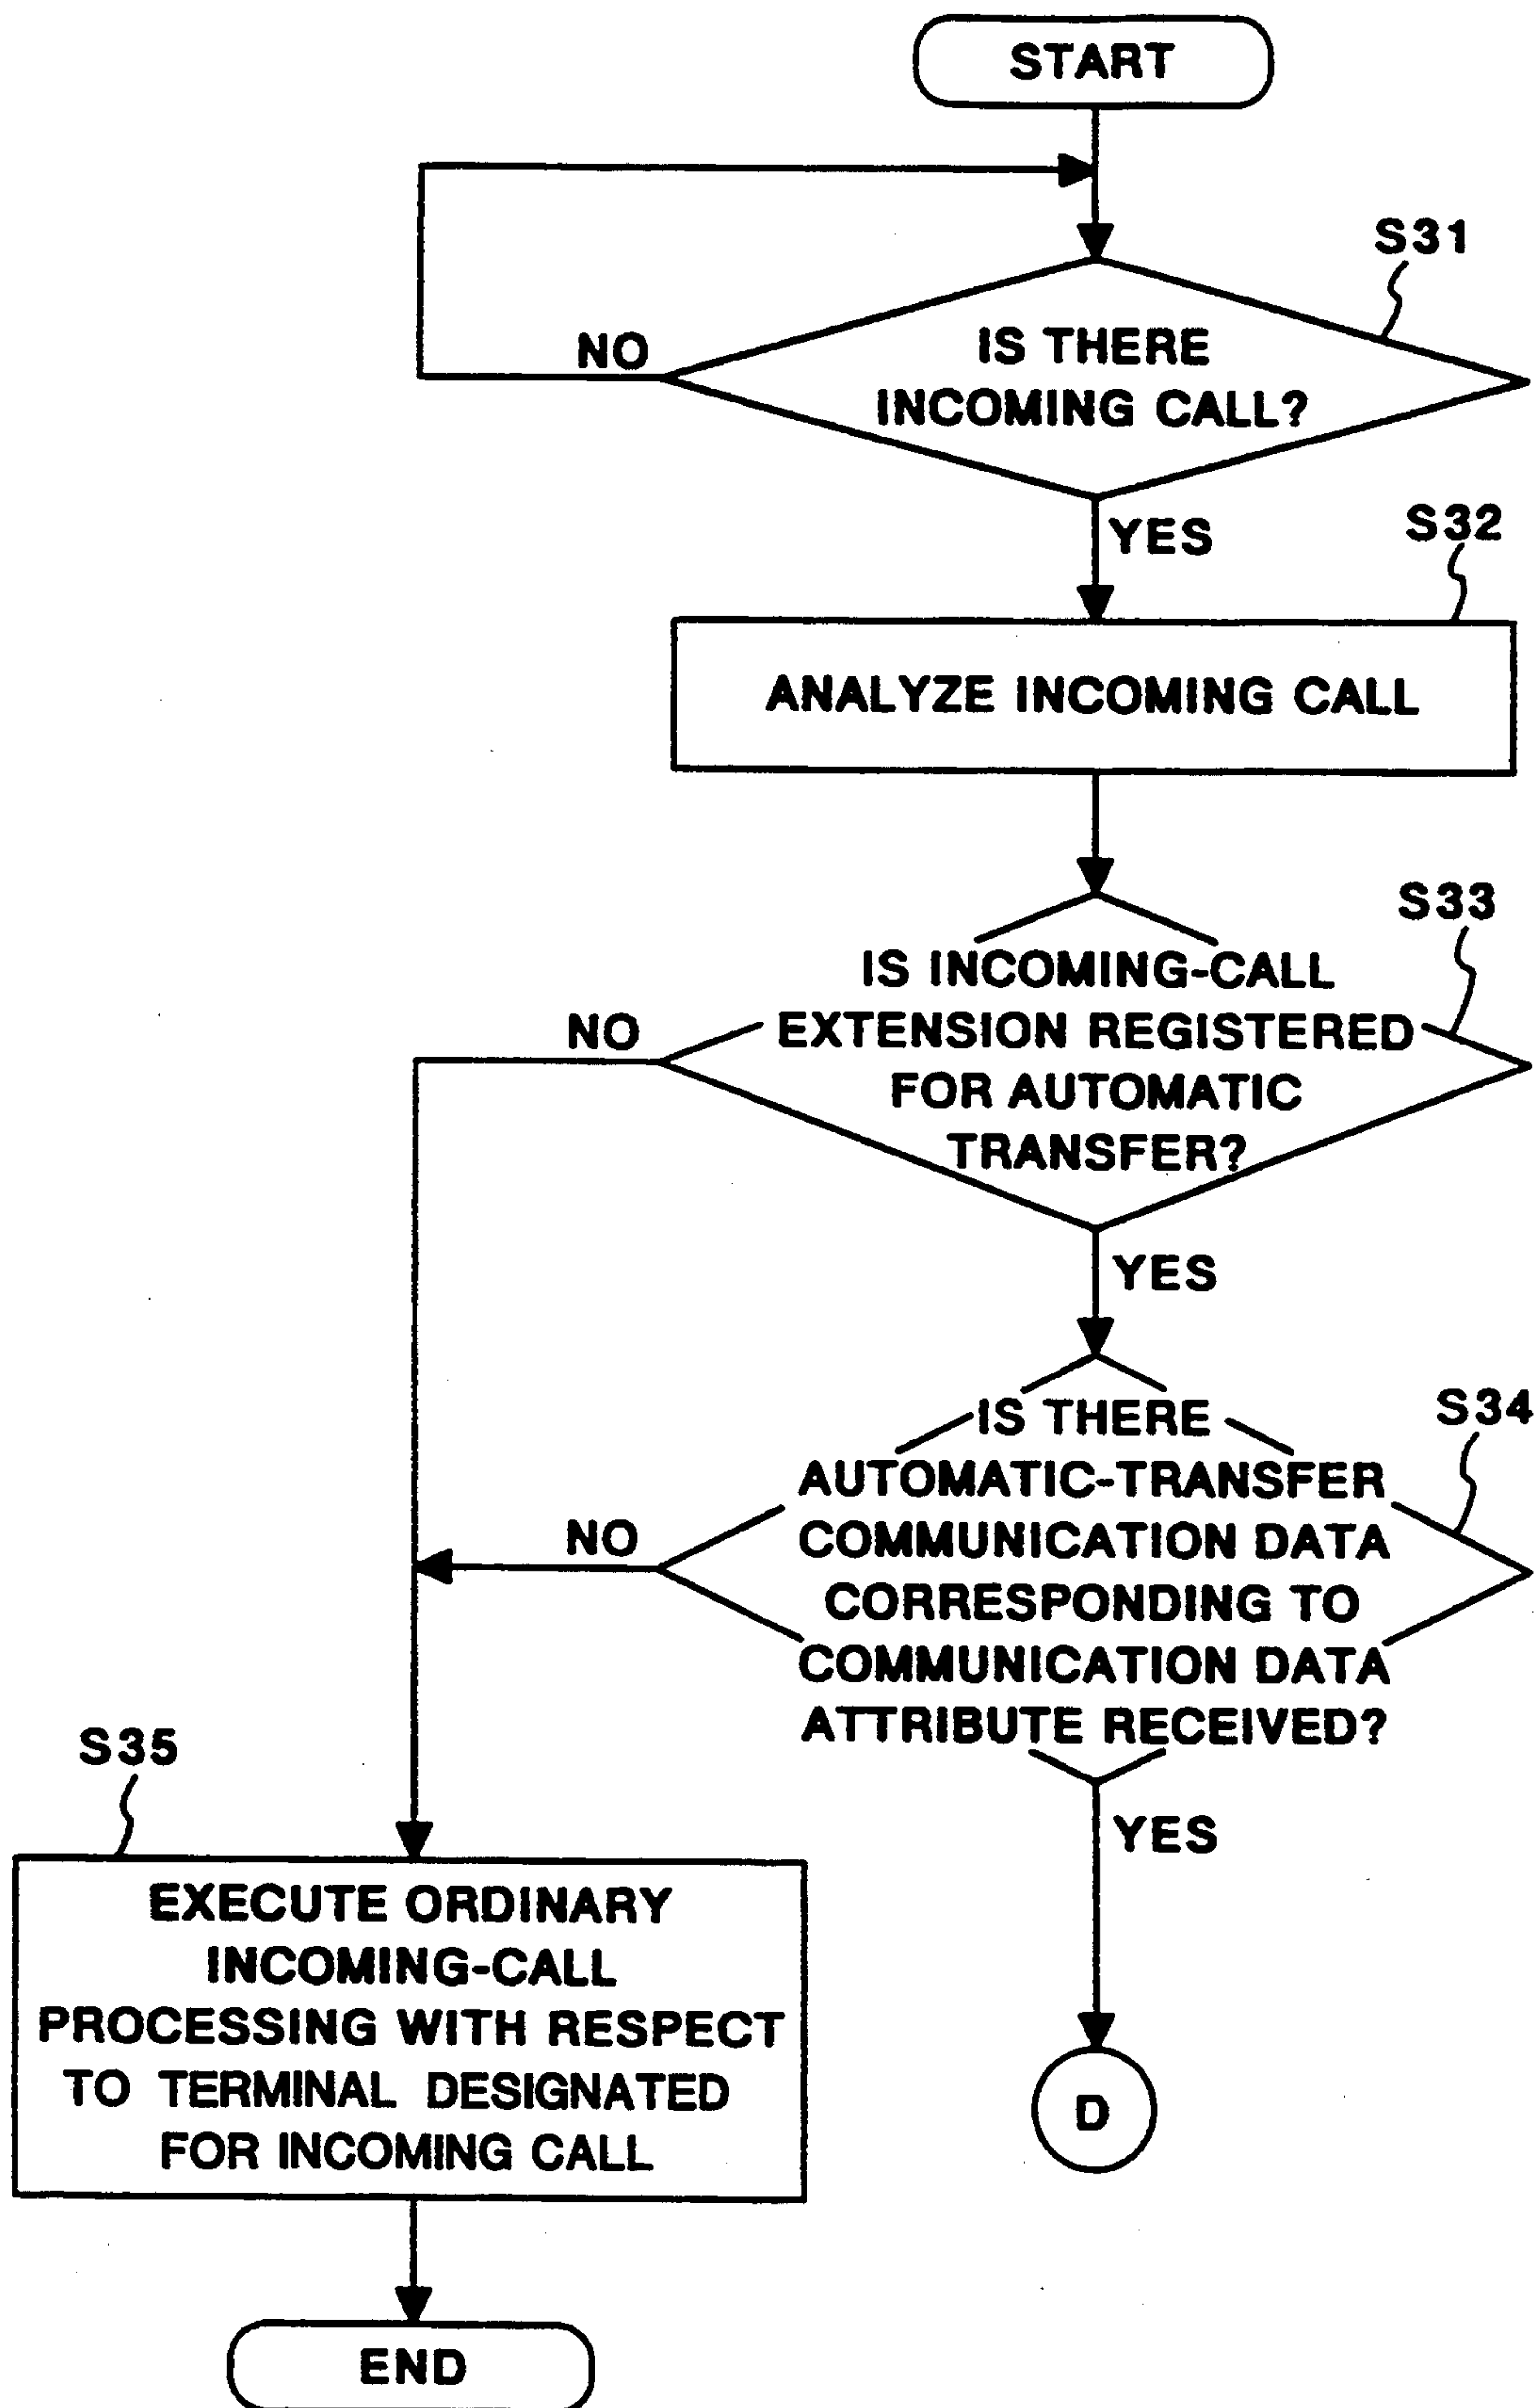 START
S31
NO
IS THERE
INCOMING CALL?
YES
S32
ANALYZE INCOMING CALL
S33
IS INCOMING-CALL
NO
EXTENSION REGISTERED
FOR AUTOMATIC
TRANSFER?
YES
S34
IS THERE
AUTOMATIC-TRANSFER
NO
COMMUNICATION DATA
CORRESPONDING TO
COMMUNICATION DATA
ATTRIBUTE RECEIVED?
S35
YES
EXECUTE ORDINARY
INCOMING-CALL
PROCESSING WITH RESPECT
TO TERMINAL DESIGNATED
FOR INCOMING CALL
D
END